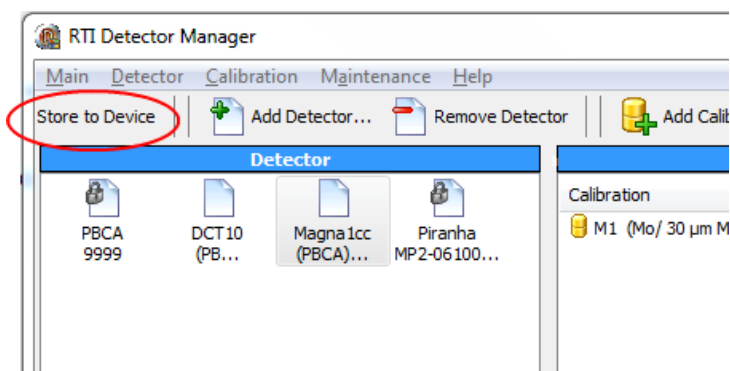 RTI Detector Manager
Main Detector Calibration Maintenance Help
Store to Device Add Detector... Remove Detector Add Calib
Detector
Calibration
PBCA DCT10 Magna1cc Piranha
9999 (PB... (PBCA)... MP2-06100...
M1 (Mo/ 30 µm M